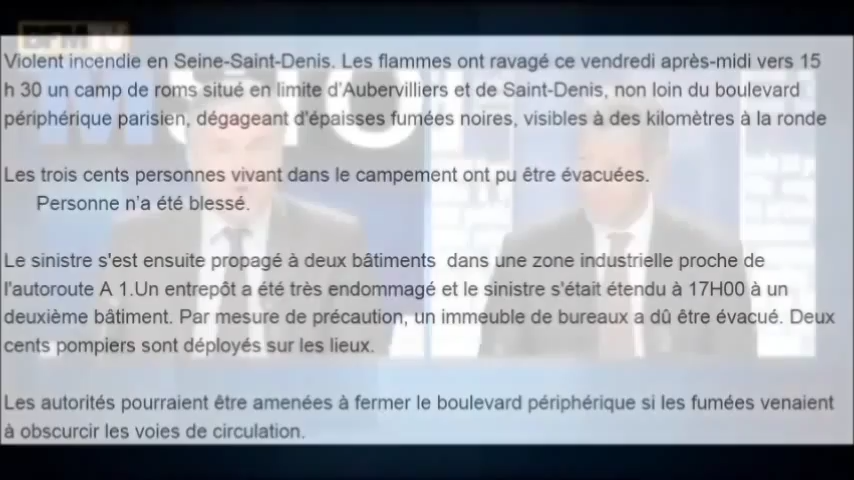 BFMTV
Violent incendie en Seine-Saint-Denis. Les flammes ont ravagé ce vendredi après-midi vers 15
h 30 un camp de roms situé en limite d'Aubervilliers et de Saint-Denis, non loin du boulevard
périphérique parisien, dégageant d'épaisses fumées noires, visibles à des kilomètres à la ronde
Les trois cents personnes vivant dans le campement ont pu être évacuées.
Personne n'a été blessé.
Le sinistre s'est ensuite propagé à deux bâtiments dans une zone industrielle proche de
l'autoroute A 1.Un entrepôt a été très endommagé et le sinistre s'était étendu à 17H00 à un
deuxième bâtiment. Par mesure de précaution, un immeuble de bureaux a dû être évacué. Deux
cents pompiers sont déployés sur les lieux.
Les autorités pourraient être amenées à fermer le boulevard périphérique si les fumées venaient
à obscurcir les voies de circulation.